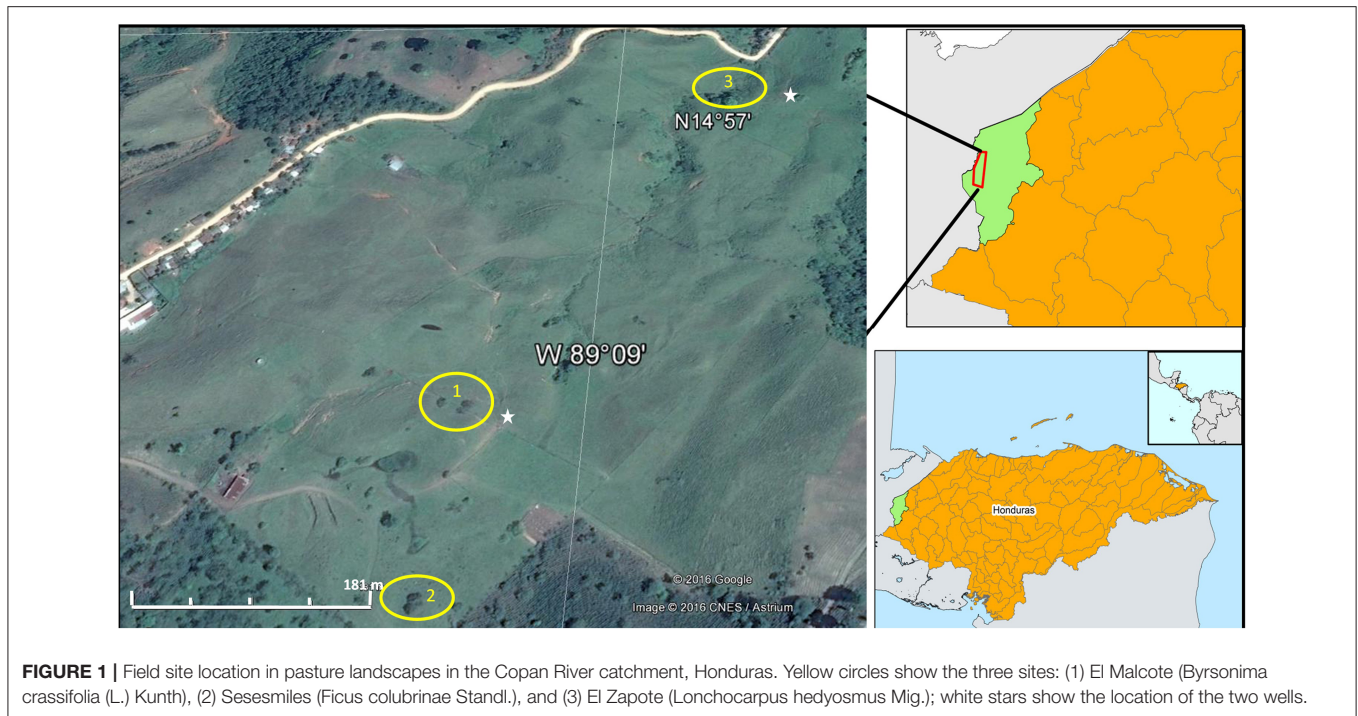 3
N14°57'
W 89°09'
1
2
181 m
© 2016 Google
Image © 2016 CNES / Astrium
Honduras
FIGURE 1 | Field site location in pasture landscapes in the Copan River catchment, Honduras. Yellow circles show the three sites: (1) El Malcote (Byrsonima
crassifolia (L.) Kunth), (2) Sesesmiles (Ficus colubrinae Standl.), and (3) El Zapote (Lonchocarpus hedyosmus Mig.); white stars show the location of the two wells.